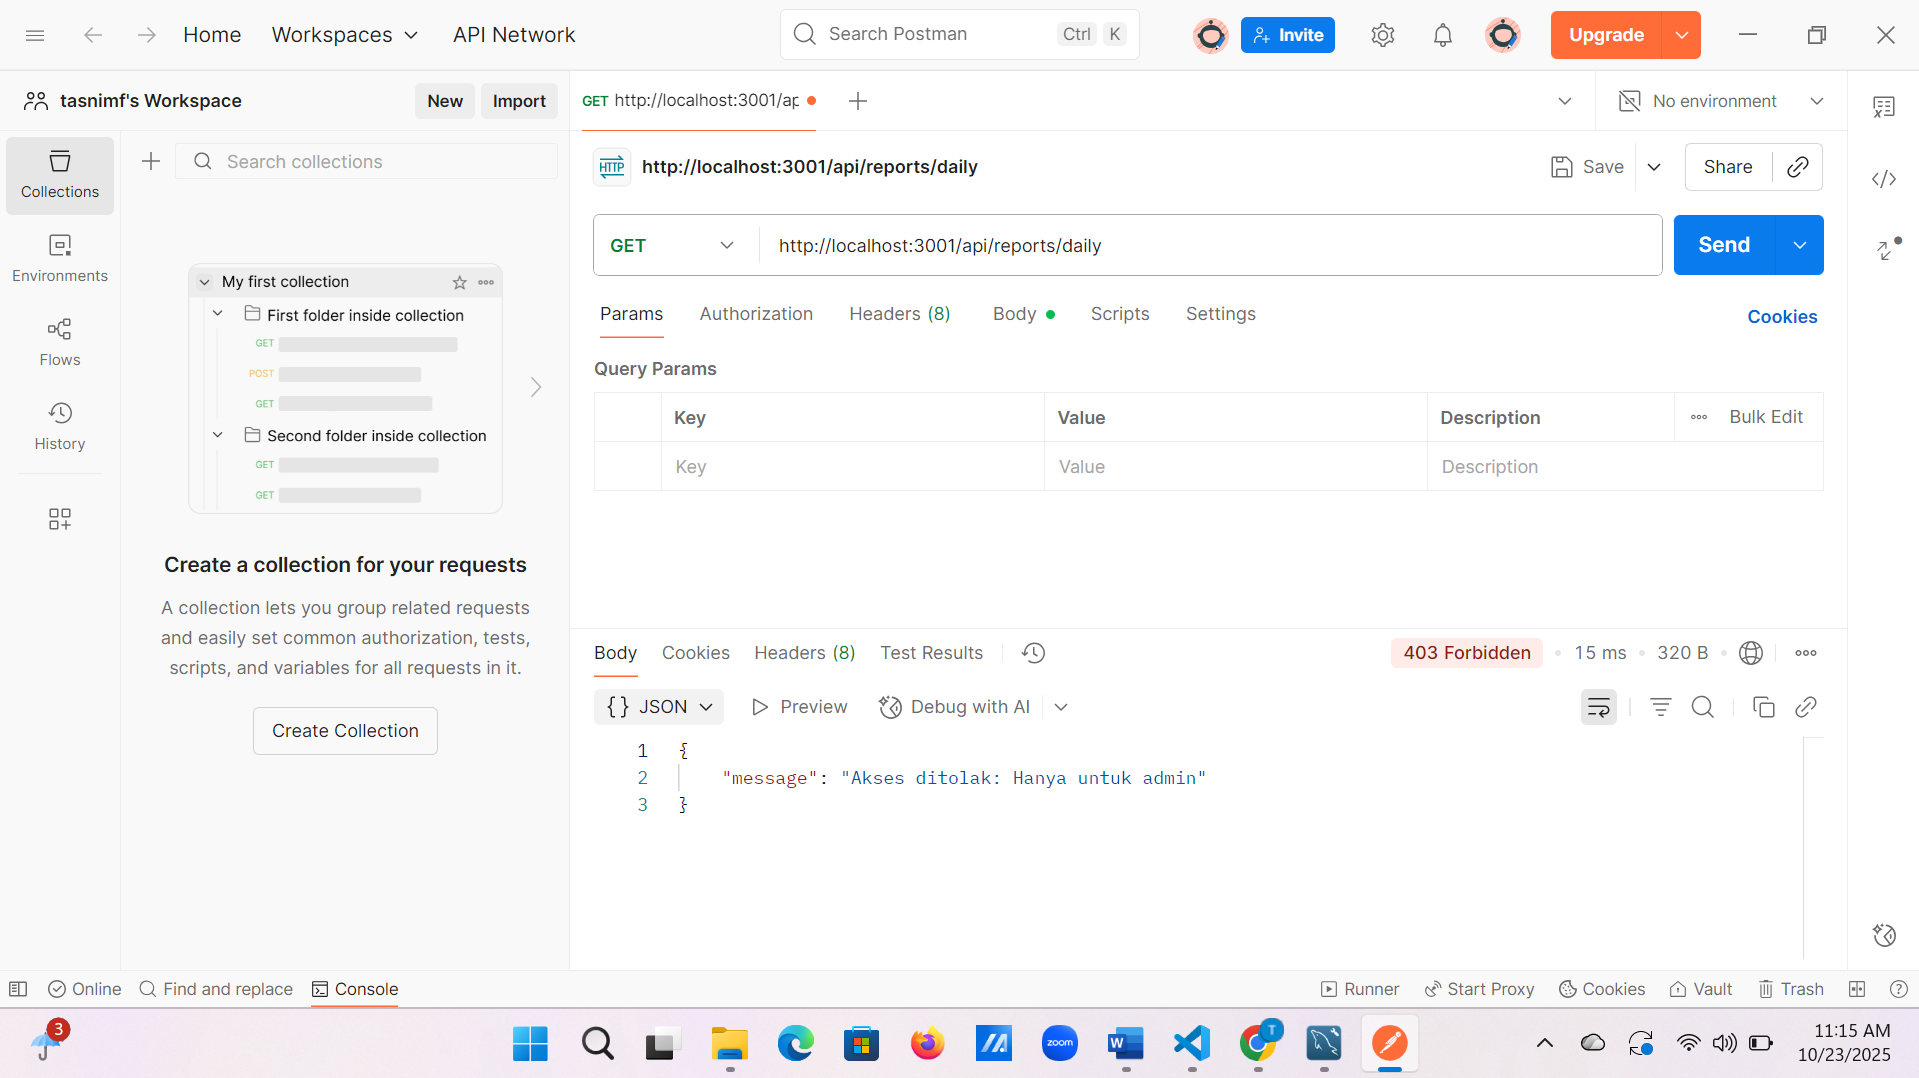 Home Workspaces API Network Search Postman Ctrl K Invite Upgrade
tasnimf's Workspace New Import GET http://localhost:3001/ap No environment
Collections
Environments
Flows
History
Search collections
My first collection
First folder inside collection
GET
POST
GET
Second folder inside collection
GET
GET
Create a collection for your requests
A collection lets you group related requests
and easily set common authorization, tests,
scripts, and variables for all requests in it.
Create Collection
HTTP http://localhost:3001/api/reports/daily Save Share
GET http://localhost:3001/api/reports/daily Send
Params Authorization Headers (8) Body Scripts Settings Cookies
Query Params
Key Value Description Bulk Edit
Key Value Description
Body Cookies Headers (8) Test Results 403 Forbidden 15 ms 320 B
{} JSON Preview Debug with AI
1 {
2 "message": "Akses ditolak: Hanya untuk admin"
3 }
Online Find and replace Console Runner Start Proxy Cookies Vault Trash
3 zoom W T 11:15 AM
10/23/2025